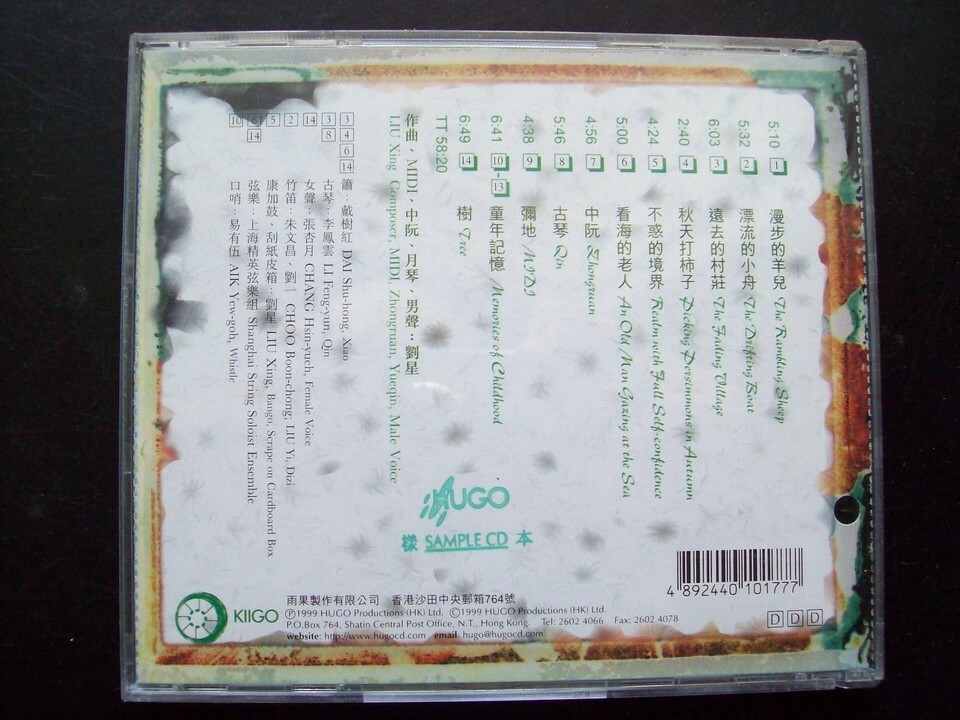 5:10 1 漫步的羊兒 The Rambling Sheep
5:32 2 漂流的小舟 The Drifting Boat
6:03 3 遠去的村莊 The Fading Village
2:40 4 秋天打柿子 Picking Persimmons in Autumn
4:24 5 不惑的境界 Realm with Full Self-confidence
5:00 6 看海的老人 An Old Man Gazing at the Sea
4:56 7 中阮 Zhongruan
5:46 8 古琴 Qin
4:38 9 彌地 MIDI
6:41 10-13 童年記憶 Memories of Childhood
6:49 14 樹 Tree
TT 58:20
作曲、MIDI、中阮、月琴、男聲：劉星
LIU Xing Composer, MIDI, Zhongruan, Yueqin, Male Voice
3 4 6 14 簫：戴樹紅 DAI Shu-hong, Xiao
3 8 古琴：李鳳雲 LI Feng-yun, Qin
14 女聲：張杏月 CHANG Hsin-yueh, Female Voice
2 竹笛：朱文昌、劉一 CHOO Boon-chong; LIU Yi, Dizi
5 康加鼓、刮紙皮箱：劉星 LIU Xing, Bango, Scrape on Cardboard Box
6 14 弦樂：上海精英弦樂組 Shanghai String Soloist Ensemble
10 口哨：易有伍 AIK Yew-goh, Whistle
HUGO
樣 SAMPLE CD 本
4 892440 101777
KIIGO
雨果製作有限公司 香港沙田中央郵箱764號
Ⓟ1999 HUGO Productions (HK) Ltd. ©1999 HUGO Productions (HK) Ltd.
P.O.Box 764, Shatin Central Post Office, N.T., Hong Kong. Tel: 2602 4066 Fax: 2602 4078
website: http://www.hugocd.com email: hugo@hugocd.com
D D D